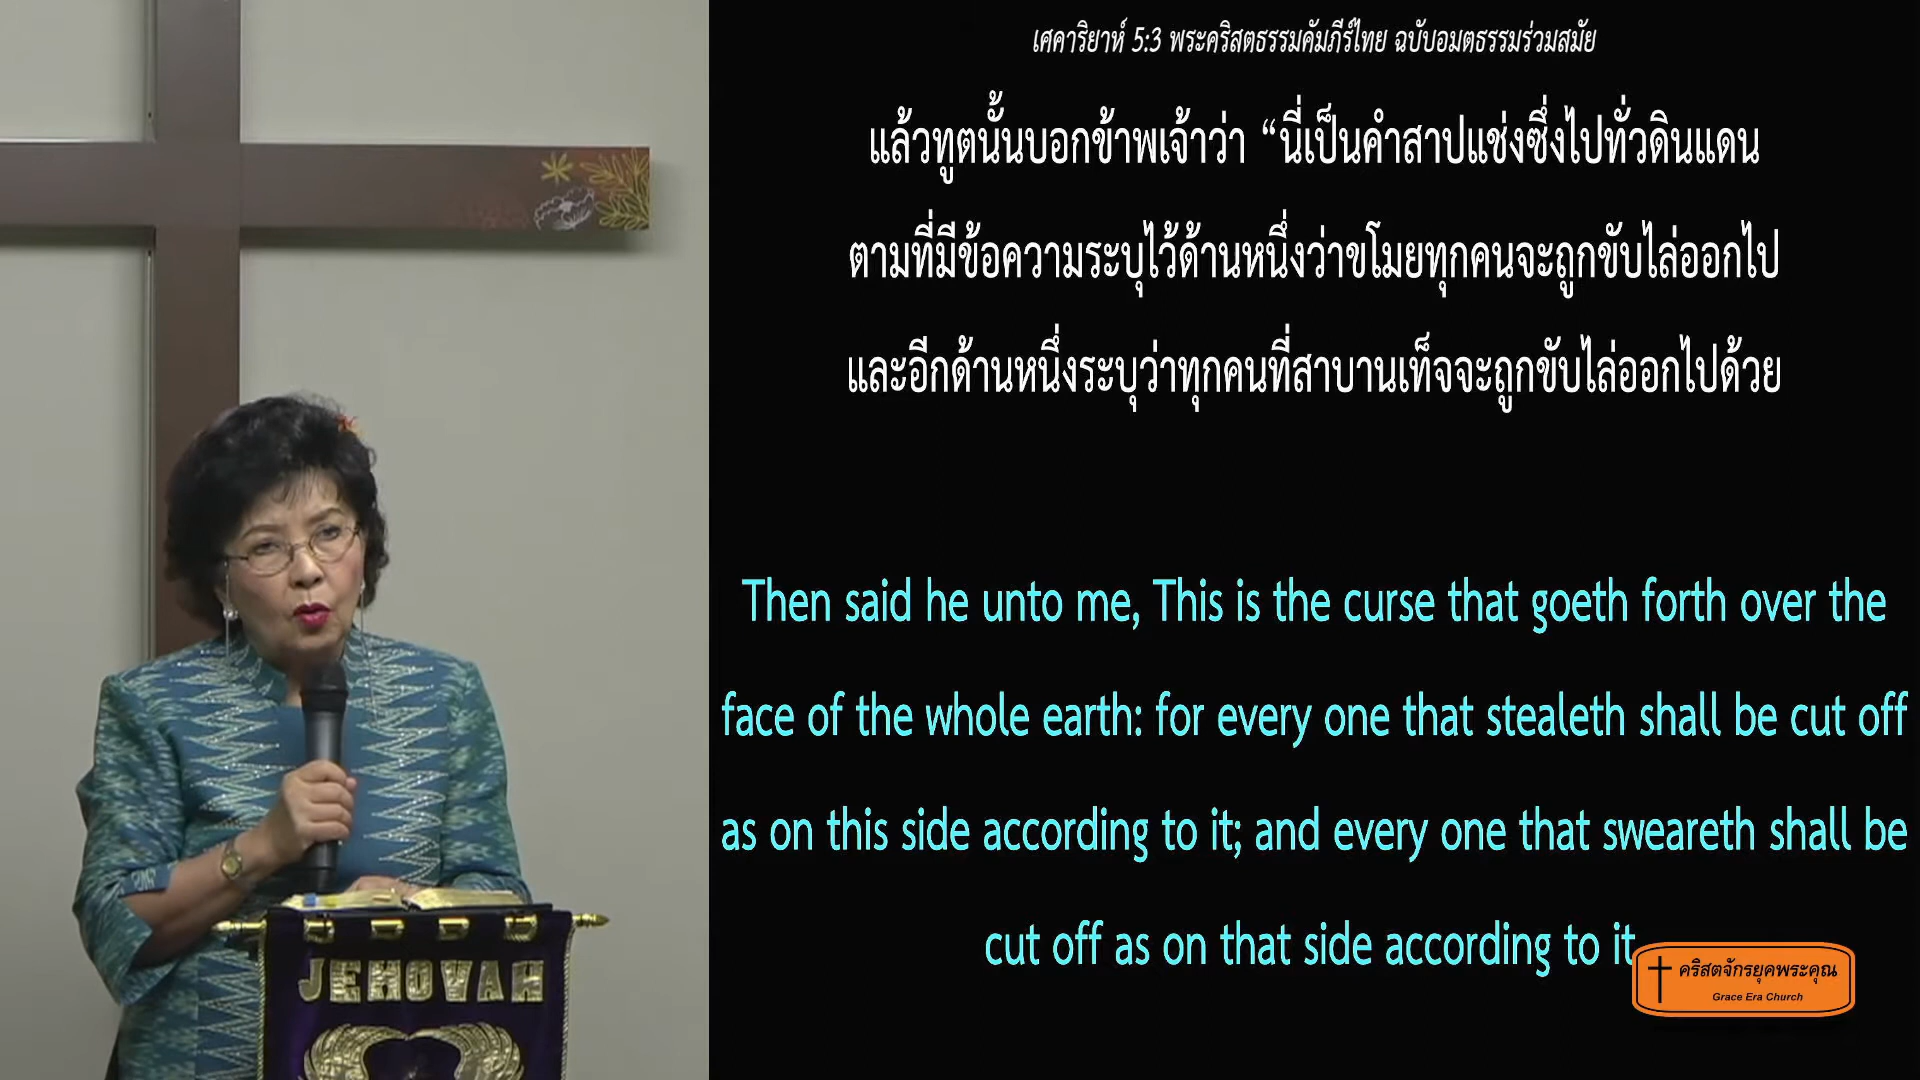 เศคาริยาห์ 5:3 พระคริสตธรรมคัมภีร์ไทย ฉบับอมตธรรมร่วมสมัย
แล้วทูตนั้นบอกข้าพเจ้าว่า “นี่เป็นคำสาปแช่งซึ่งไปทั่วดินแดน
ตามที่มีข้อความระบุไว้ด้านหนึ่งว่าขโมยทุกคนจะถูกขับไล่ออกไป
และอีกด้านหนึ่งระบุว่าทุกคนที่สาบานเท็จจะถูกขับไล่ออกไปด้วย
Then said he unto me, This is the curse that goeth forth over the
face of the whole earth: for every one that stealeth shall be cut off
as on this side according to it; and every one that sweareth shall be
cut off as on that side according to it
คริสตจักรยุคพระคุณ
Grace Era Church
JEHOVAH